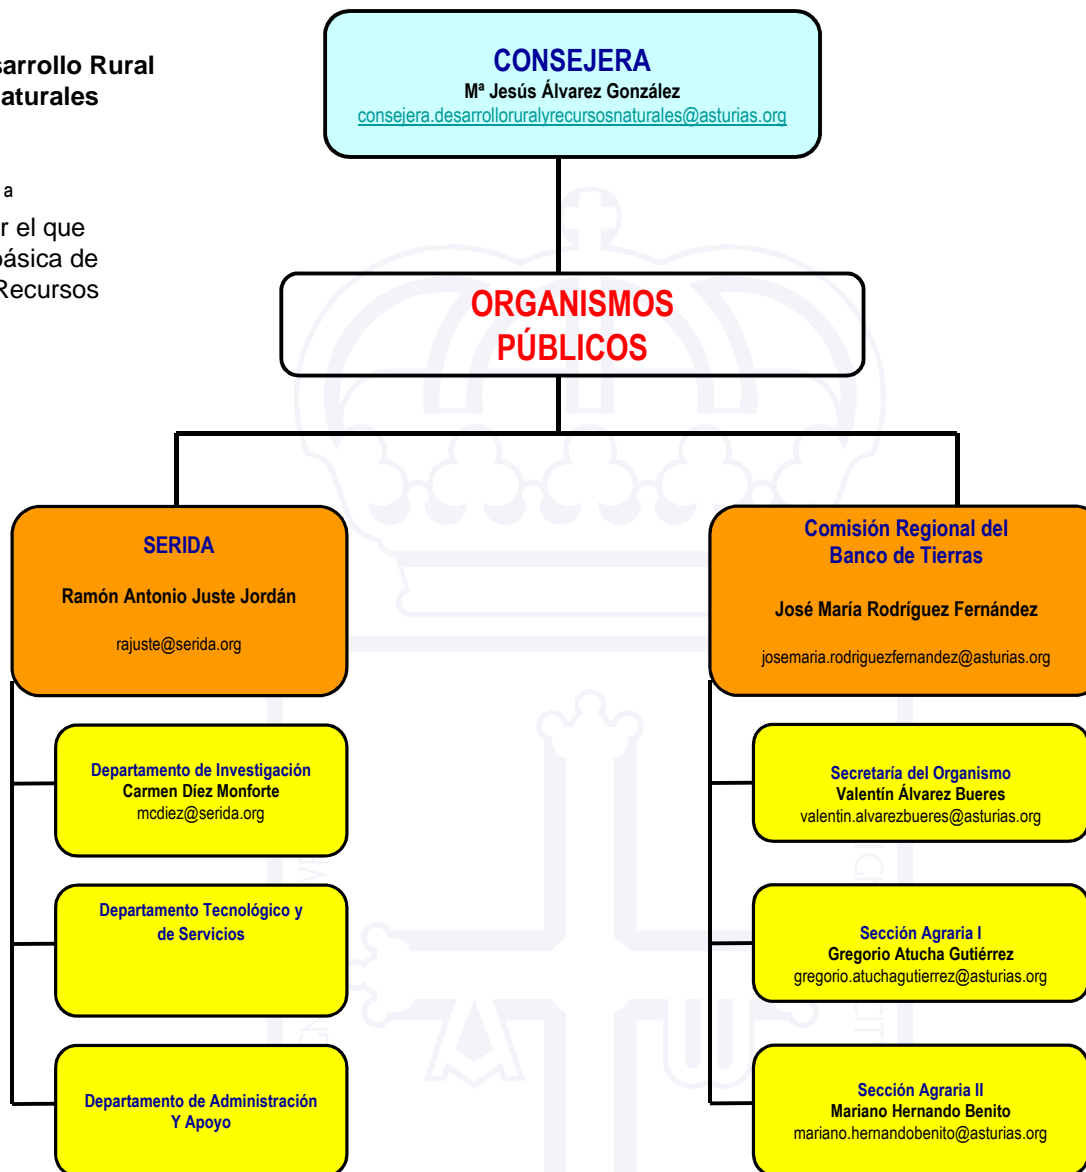 sarrollo Rural
aturales
a
r el que
básica de
Recursos
CONSEJERA
Mª Jesús Álvarez González
consejera.desarrolloruralyrecursosnaturales@asturias.org
ORGANISMOS
PÚBLICOS
SERIDA
Ramón Antonio Juste Jordán
rajuste@serida.org
Departamento de Investigación
Carmen Díez Monforte
mcdiez@serida.org
Departamento Tecnológico y
de Servicios
Departamento de Administración
Y Apoyo
Comisión Regional del
Banco de Tierras
José María Rodríguez Fernández
josemaria.rodriguezfernandez@asturias.org
Secretaría del Organismo
Valentín Álvarez Bueres
valentin.alvarezbueres@asturias.org
Sección Agraria I
Gregorio Atucha Gutiérrez
gregorio.atuchagutierrez@asturias.org
Sección Agraria II
Mariano Hernando Benito
mariano.hernandobenito@asturias.org